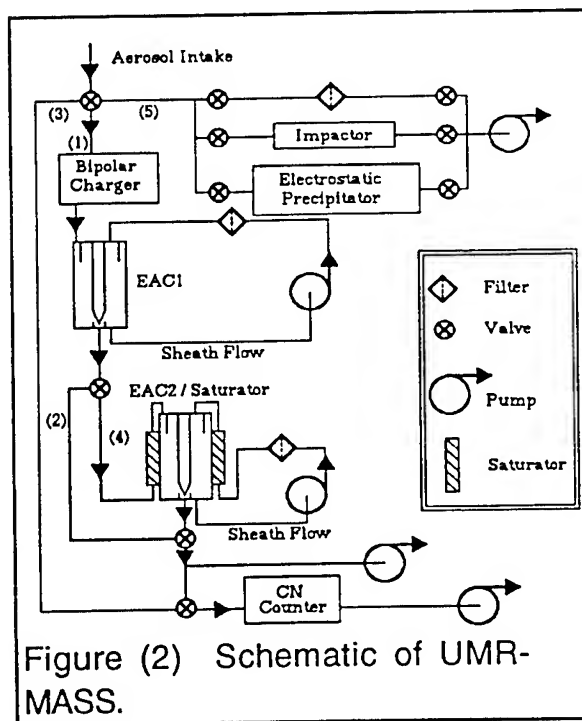 Aerosol Intake
(3)
(5)
(1)
Impactor
Bipolar
Charger
Electrostatic
Precipitator
EAC1
Filter
Valve
Sheath Flow
EAC2 / Saturator
Pump
(2)
(4)
Saturator
Sheath Flow
CN
Counter
Figure (2) Schematic of UMR-
MASS.